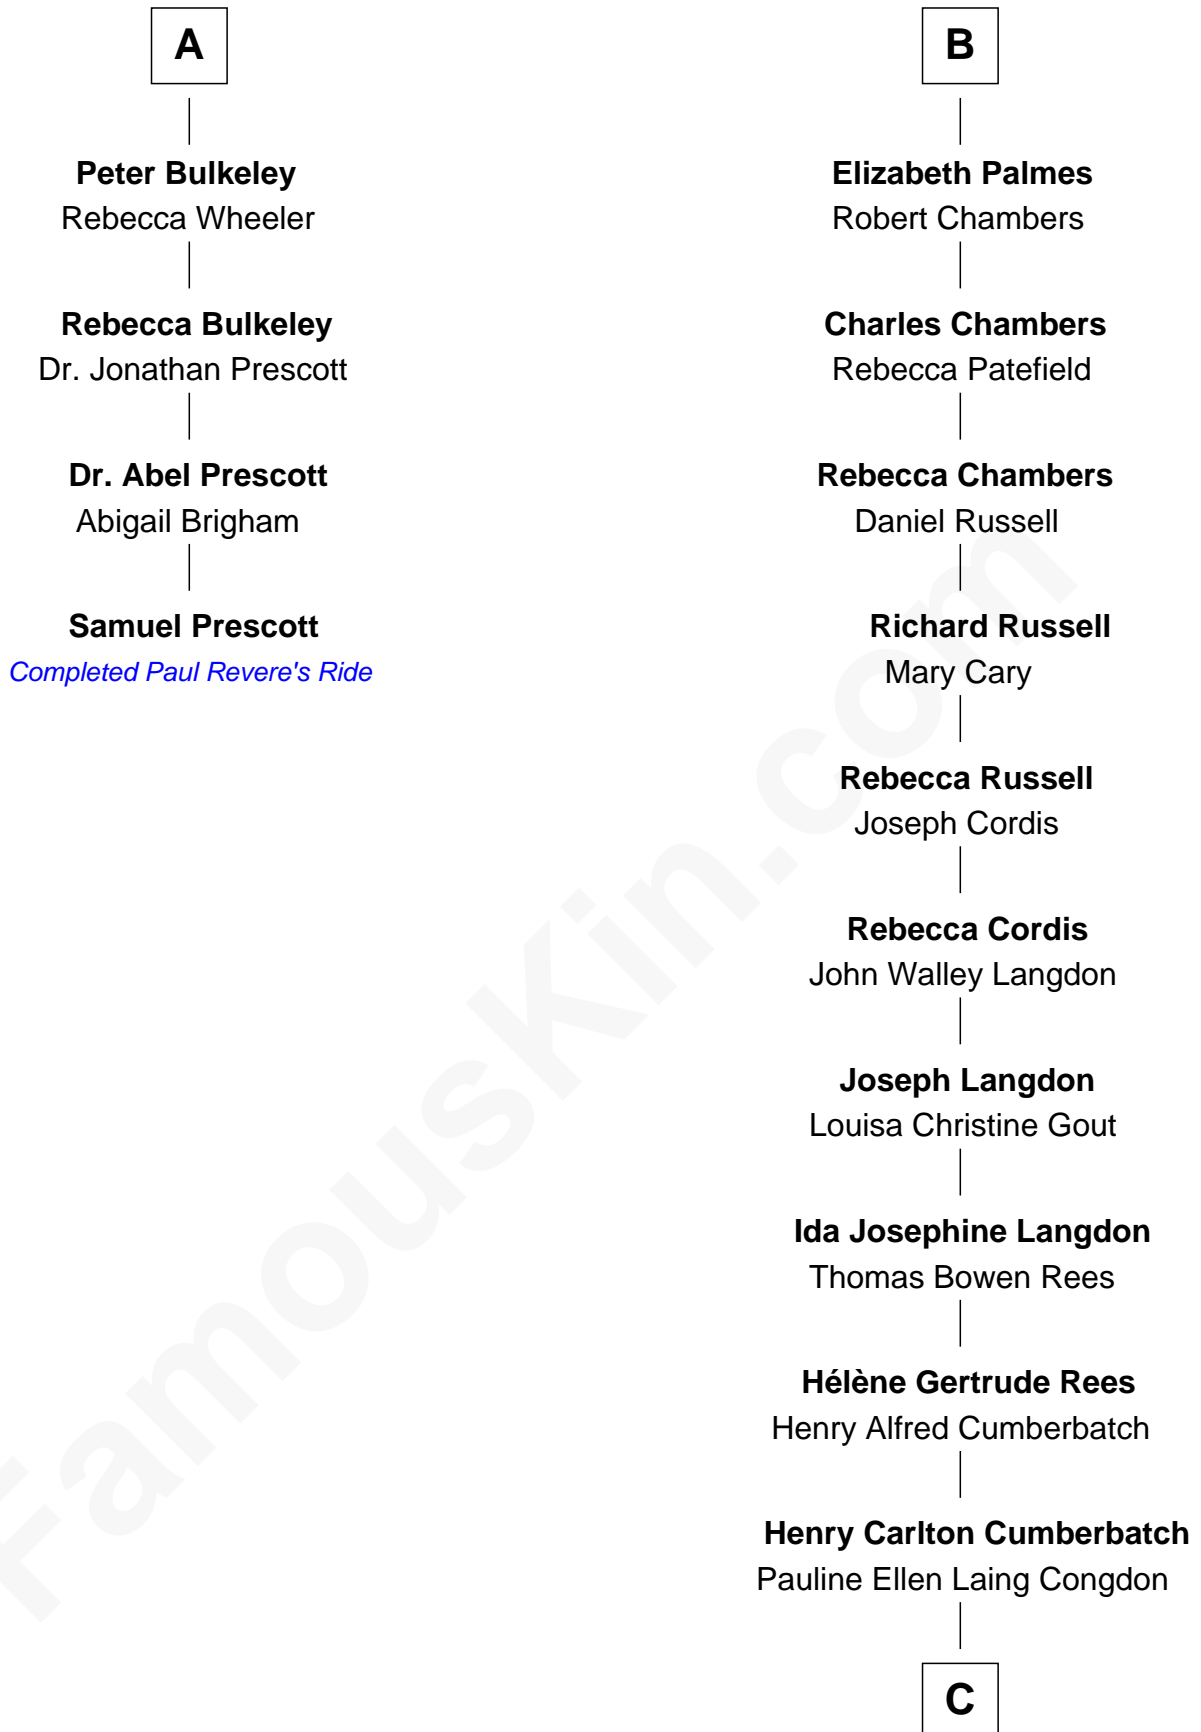 A
Peter Bulkeley
Rebecca Wheeler
Rebecca Bulkeley
Dr. Jonathan Prescott
Dr. Abel Prescott
Abigail Brigham
Samuel Prescott
Completed Paul Revere's Ride
B
Elizabeth Palmes
Robert Chambers
Charles Chambers
Rebecca Patefield
Rebecca Chambers
Daniel Russell
Richard Russell
Mary Cary
Rebecca Russell
Joseph Cordis
Rebecca Cordis
John Walley Langdon
Joseph Langdon
Louisa Christine Gout
Ida Josephine Langdon
Thomas Bowen Rees
Hélène Gertrude Rees
Henry Alfred Cumberbatch
Henry Carlton Cumberbatch
Pauline Ellen Laing Congdon
C
FamousKin.com